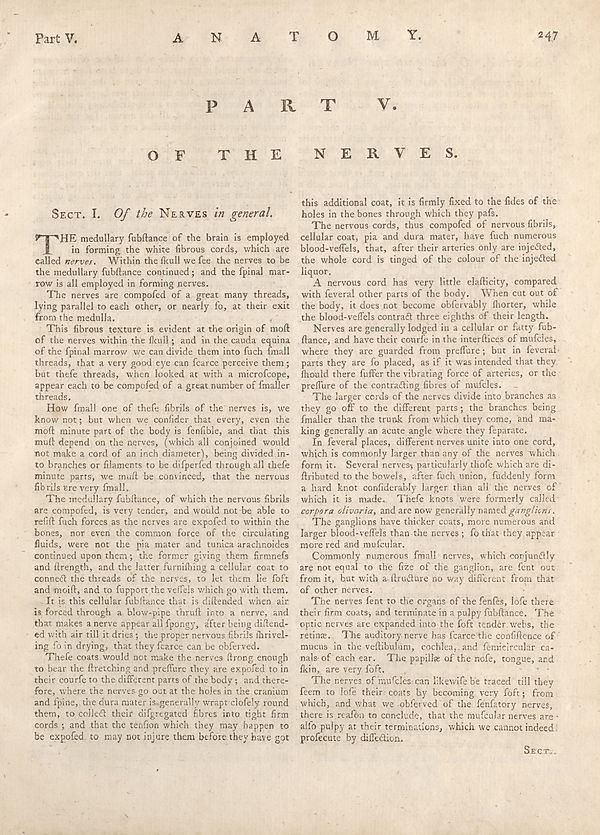 Part V.
A N A T O M Y.
247
P A R T V.
O F T H E N E R V E S.
SECT. I. Of the NERVES in general.
THE medullary ſubſtance of the brain is employed
in forming the white fibrous cords, which are
called nerves. Within the ſkull we ſee the nerves to be
the medullary ſubſtance continued; and the ſpinal mar-
row is all employed in forming nerves.
The nerves are compoſed of a great many threads,
lying parallel to each other, or nearly ſo, at their exit
from the medulla.
This fibrous texture is evident at the origin of moſt
of the nerves within the ſkull; and in the cauda equina
of the ſpinal marrow we can divide them into ſuch ſmall
threads, that a very good eye can ſcarce perceive them;
but theſe threads, when looked at with a microſcope,
appear each to be compoſed of a great number of ſmaller
threads.
How ſmall one of theſe fibrils of the nerves is, we
know not; but when we conſider that every, even the
moſt minute part of the body is ſenſible, and that this
muſt depend on the nerves, (which all conjoined would
not make a cord of an inch diameter), being divided in-
to branches or filaments to be diſperſed through all theſe
minute parts, we muſt be convinced, that the nervous
fibrils are very ſmall.
The medullary ſubſtance, of which the nervous fibrils
are compoſed, is very tender, and would not be able to
reſiſt ſuch forces as the nerves are expoſed to within the
bones, nor even the common force of the circulating
fluids, were not the pia mater and tunica arachnoides
continued upon them; the former giving them firmneſs
and ſtrength, and the latter furniſhing a cellular coat to
connect the threads of the nerves, to let them lie ſoft
and moiſt, and to ſupport the veſſels which go with them.
It is this cellular ſubſtance that is diſtended when air
is forced through a blow-pipe thruſt into a nerve, and
that makes a nerve appear all ſpongy, after being diſtend-
ed with air till it dries; the proper nervous fibrils ſhrivel-
ing ſo in drying, that they ſcarce can be obſerved.
Theſe coats would not make the nerves ſtrong enough
to bear the ſtretching and preſſure they are expoſed to in
their courſe to the different parts of the body; and there-
fore, where the nerves go out at the holes in the cranium
and ſpine, the dura mater is generally wrapt cloſely round
them, to collect their diſgregated fibres into tight firm
cords; and that the tenſion which they may happen to
be expoſed to may not injure them before they have got
this additional coat, it is firmly fixed to the ſides of the
holes in the bones through which they paſs.
The nervous cords, thus compoſed of nervous fibrils,
cellular coat, pia and dura mater, have ſuch numerous
blood-veſſels, that, after their arteries only are injected,
the whole cord is tinged of the colour of the injected
liquor.
A nervous cord has very little elaſticity, compared
with ſeveral other parts of the body. When cut out of
the body, it does not become obſervably ſhorter, while
the blood-veſſels contract three eighths of their length.
Nerves are generally lodged in a cellular or fatty ſub-
ſtance, and have their courſe in the interſtices of muſcles,
where they are guarded from preſſure; but in ſeveral
parts they are ſo placed, as if it was intended that they
ſhould there ſuffer the vibrating force of arteries, or the
preſſure of the contracting fibres of muſcles.
The larger cords of the nerves divide into branches as
they go off to the different parts; the branches being
ſmaller than the trunk from which they come, and ma-
king generally an acute angle where they ſeparate.
In ſeveral places, different nerves unite into one cord,
which is commonly larger than any of the nerves which
form it. Several nerves, particularly thoſe which are di-
ſtributed to the bowels, after ſuch union, ſuddenly form
a hard knot conſiderably larger than all the nerves of
which it is made. Theſe knots were formerly called
corpora olivaria, and are now generally named ganglions.
The ganglions have thicker coats, more numerous and
larger blood-veſſels than the nerves; ſo that they appear
more red and muſcular.
Commonly numerous ſmall nerves, which conjunctly
are not equal to the ſize of the ganglion, are ſent out
from it, but with a ſtructure no way different from that
of other nerves.
The nerves ſent to the organs of the ſenſes, loſe there
their firm coats, and terminate in a pulpy ſubſtance. The
optic nerves are expanded into the ſoft tender webs, the
retinæ. The auditory nerve has ſcarce the conſiſtence of
mucus in the veſtibulum, cochlea, and ſemicircular ca-
nals of each ear. The papillæ of the noſe, tongue, and
ſkin, are very ſoft.
The nerves of muſcles can likewiſe be traced till they
ſeem to loſe their coats by becoming very ſoft; from
which, and what we obſerved of the ſenſatory nerves,
there is reaſon to conclude, that the muſcular nerves are
alſo pulpy at their terminations, which we cannot indeed
proſecute by diſſection.
SECT.